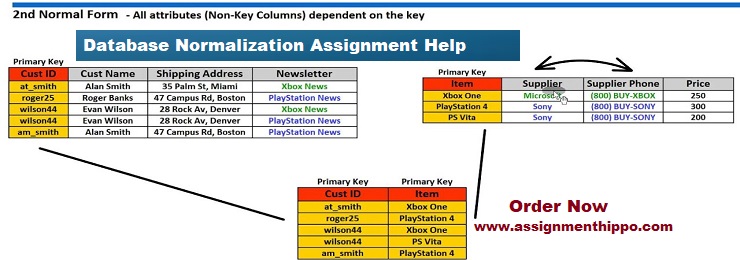 2nd Normal Form - All attributes (Non-Key Columns) dependent on the key
Database Normalization Assignment Help
Primary Key
Cust ID Cust Name Shipping Address Newsletter
at_smith Alan Smith 35 Palm St, Miami Xbox News
roger25 Roger Banks 47 Campus Rd, Boston PlayStation News
wilson44 Evan Wilson 28 Rock Av, Denver Xbox News
wilson44 Evan Wilson 28 Rock Av, Denver PlayStation News
am_smith Alan Smith 47 Campus Rd, Boston PlayStation News
Primary Key
Item Supplier Supplier Phone Price
Xbox One Microsoft (800) BUY-XBOX 250
PlayStation 4 Sony (800) BUY-SONY 300
PS Vita Sony (800) BUY-SONY 200
Primary Key Primary Key
Cust ID Item
at_smith Xbox One
roger25 PlayStation 4
wilson44 Xbox One
wilson44 PS Vita
am_smith PlayStation 4
Order Now
www.assignmenthippo.com